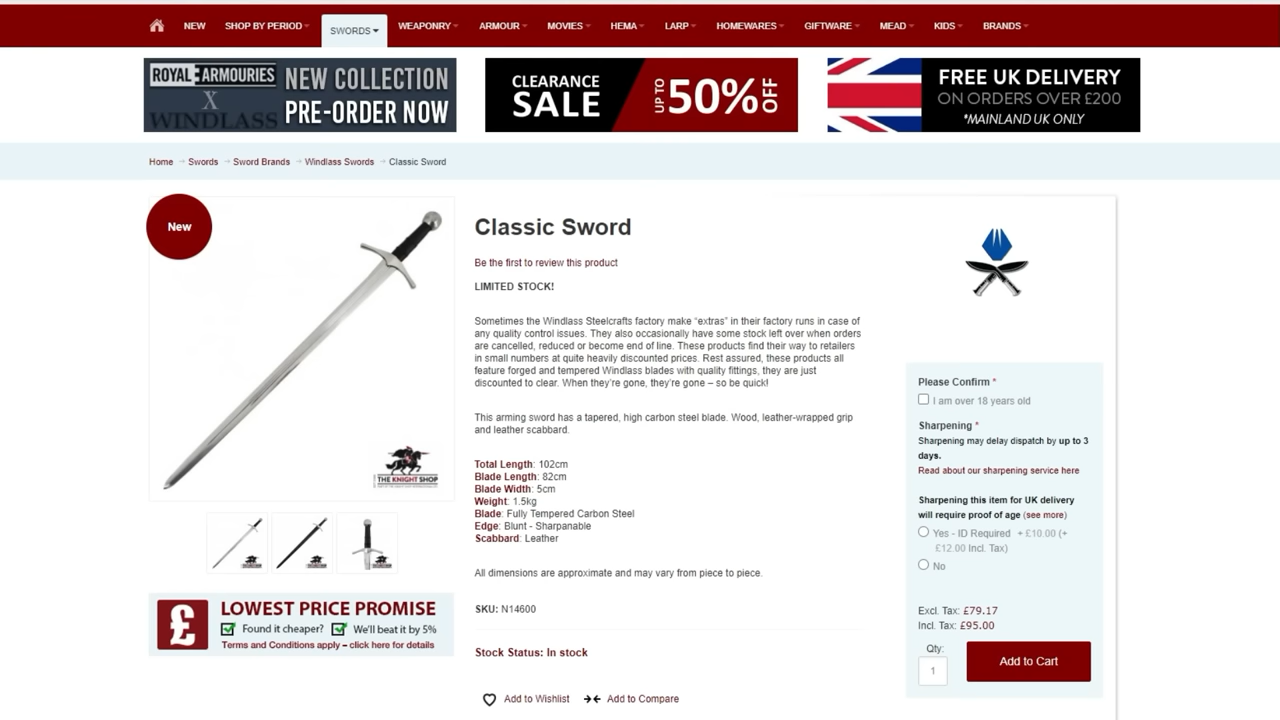 NEW
SHOP BY PERIOD
SWORDS
WEAPONRY
ARMOUR
MOVIES
HEMA
LARP
HOMEWARES
GIFTWARE
MEAD
KIDS
BRANDS
ROYAL ARMOURIES
X
WINDLASS
NEW COLLECTION
PRE-ORDER NOW
CLEARANCE
SALE
UP TO
50%
OFF
FREE UK DELIVERY
ON ORDERS OVER £200
*MAINLAND UK ONLY
Home → Swords → Sword Brands → Windlass Swords → Classic Sword
New
THE KNIGHT SHOP
LOWEST PRICE PROMISE
Found it cheaper? We'll beat it by 5%
Terms and Conditions apply – click here for details
£
Classic Sword
Be the first to review this product
LIMITED STOCK!
Sometimes the Windlass Steelcrafts factory make “extras” in their factory runs in case of
any quality control issues. They also occasionally have some stock left over when orders
are cancelled, reduced or become end of line. These products find their way to retailers
in small numbers at quite heavily discounted prices. Rest assured, these products all
feature forged and tempered Windlass blades with quality fittings, they are just
discounted to clear. When they're gone, they're gone – so be quick!
This arming sword has a tapered, high carbon steel blade. Wood, leather-wrapped grip
and leather scabbard.
Total Length: 102cm
Blade Length: 82cm
Blade Width: 5cm
Weight: 1.5kg
Blade: Fully Tempered Carbon Steel
Edge: Blunt - Sharpanable
Scabbard: Leather
All dimensions are approximate and may vary from piece to piece.
SKU: N14600
Stock Status: In stock
Add to Wishlist
Add to Compare
Please Confirm *
I am over 18 years old
Sharpening *
Sharpening may delay dispatch by up to 3
days.
Read about our sharpening service here
Sharpening this item for UK delivery
will require proof of age (see more)
Yes - ID Required + £10.00 (+
£12.00 Incl. Tax)
No
Excl. Tax: £79.17
Incl. Tax: £95.00
Qty:
1
Add to Cart